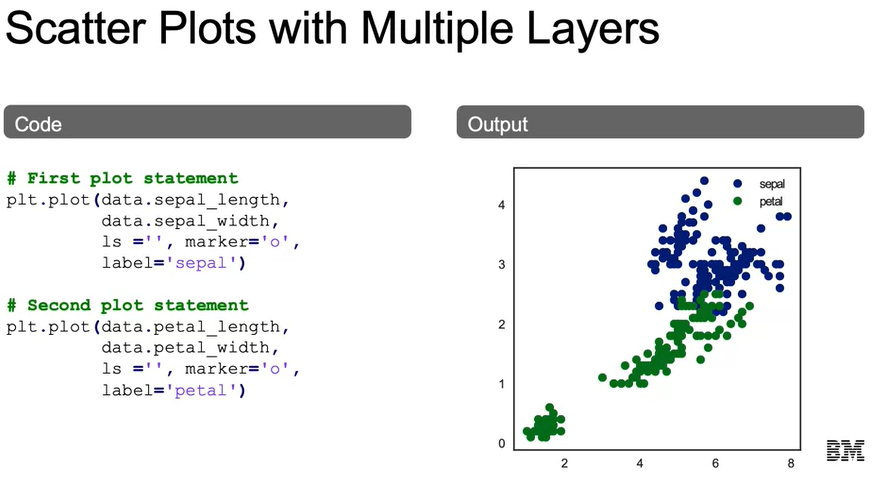 Scatter Plots with Multiple Layers
Code
# First plot statement
plt.plot(data.sepal_length,
data.sepal_width,
ls ='', marker='o',
label='sepal')
# Second plot statement
plt.plot(data.petal_length,
data.petal_width,
ls ='', marker='o',
label='petal')
Output
sepal
petal
4
3
2
1
0
2 4 6 8
BM